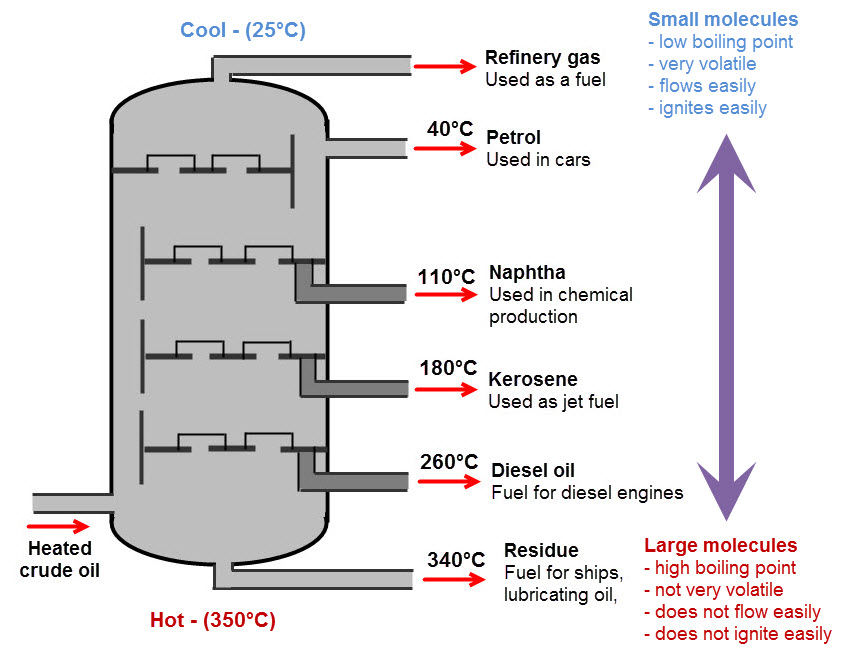 Cool - (25°C)
Refinery gas
Used as a fuel
Small molecules
- low boiling point
- very volatile
- flows easily
- ignites easily
40°C
Petrol
Used in cars
110°C
Naphtha
Used in chemical
production
180°C
Kerosene
Used as jet fuel
260°C
Diesel oil
Fuel for diesel engines
Heated
crude oil
340°C
Residue
Fuel for ships,
lubricating oil,
Hot - (350°C)
Large molecules
- high boiling point
- not very volatile
- does not flow easily
- does not ignite easily